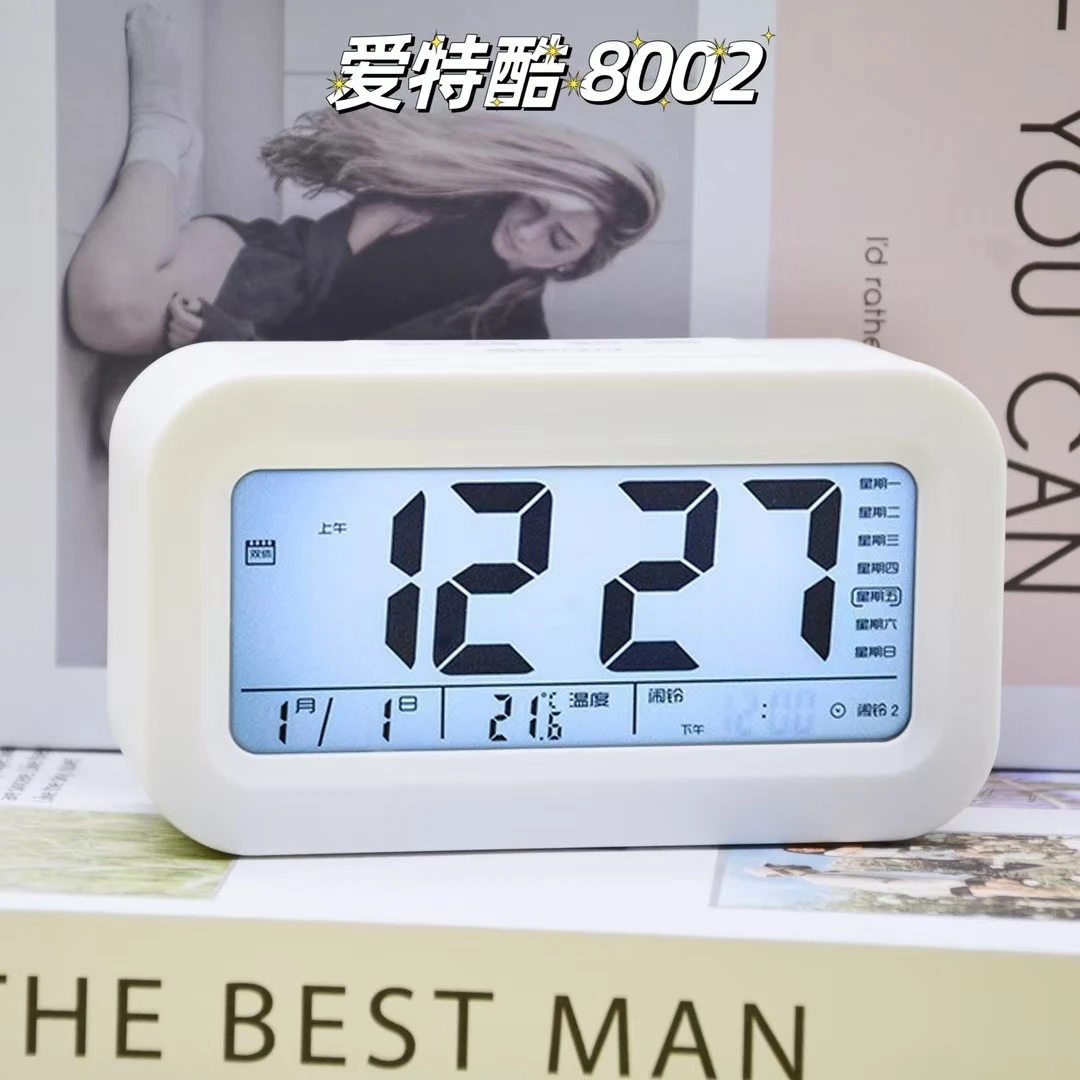 爱特酷 8002
YOU CAN
I'd rathe
上午
双休
12 27
星期一
星期二
星期三
星期四
星期五
星期六
星期日
1月/ 1日
21.6℃ 温度
闹铃
下午 : 闹铃 2
THE BEST MAN